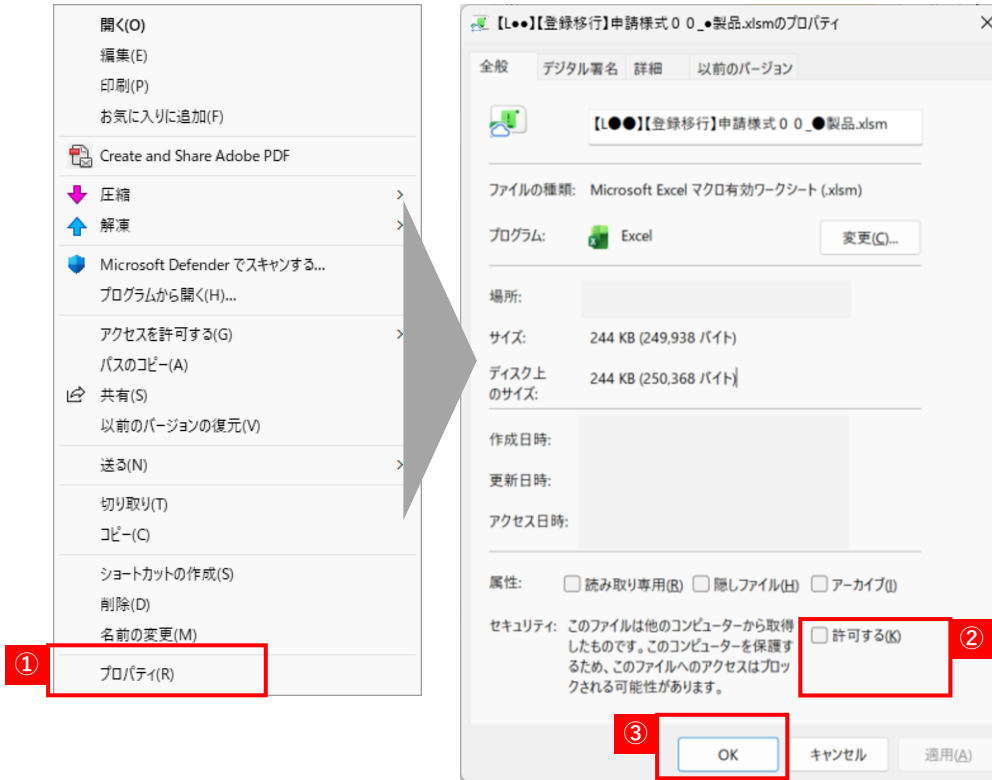 開く(O)
編集(E)
印刷(P)
お気に入りに追加(F)
Create and Share Adobe PDF
圧縮
解凍
Microsoft Defender でスキャンする...
プログラムから開く(H)...
アクセスを許可する(G)
パスのコピー(A)
共有(S)
以前のバージョンの復元(V)
送る(N)
切り取り(T)
コピー(C)
ショートカットの作成(S)
削除(D)
名前の変更(M)
①
プロパティ(R)
【L●●】【登録移行】申請様式００_●製品.xlsmのプロパティ
全般
デジタル署名
詳細
以前のバージョン
【L●●】【登録移行】申請様式００_●製品.xlsm
ファイルの種類: Microsoft Excel マクロ有効ワークシート (.xlsm)
プログラム: Excel
変更(C)...
場所:
サイズ: 244 KB (249,938 バイト)
ディスク上
のサイズ:
244 KB (250,368 バイト)
作成日時:
更新日時:
アクセス日時:
属性: 読み取り専用(R) 隠しファイル(H) アーカイブ(I)
セキュリティ: このファイルは他のコンピューターから取得
したものです。このコンピューターを保護す
るため、このファイルへのアクセスはブロッ
クされる可能性があります。
許可する(K)
②
③
OK
キャンセル
適用(A)